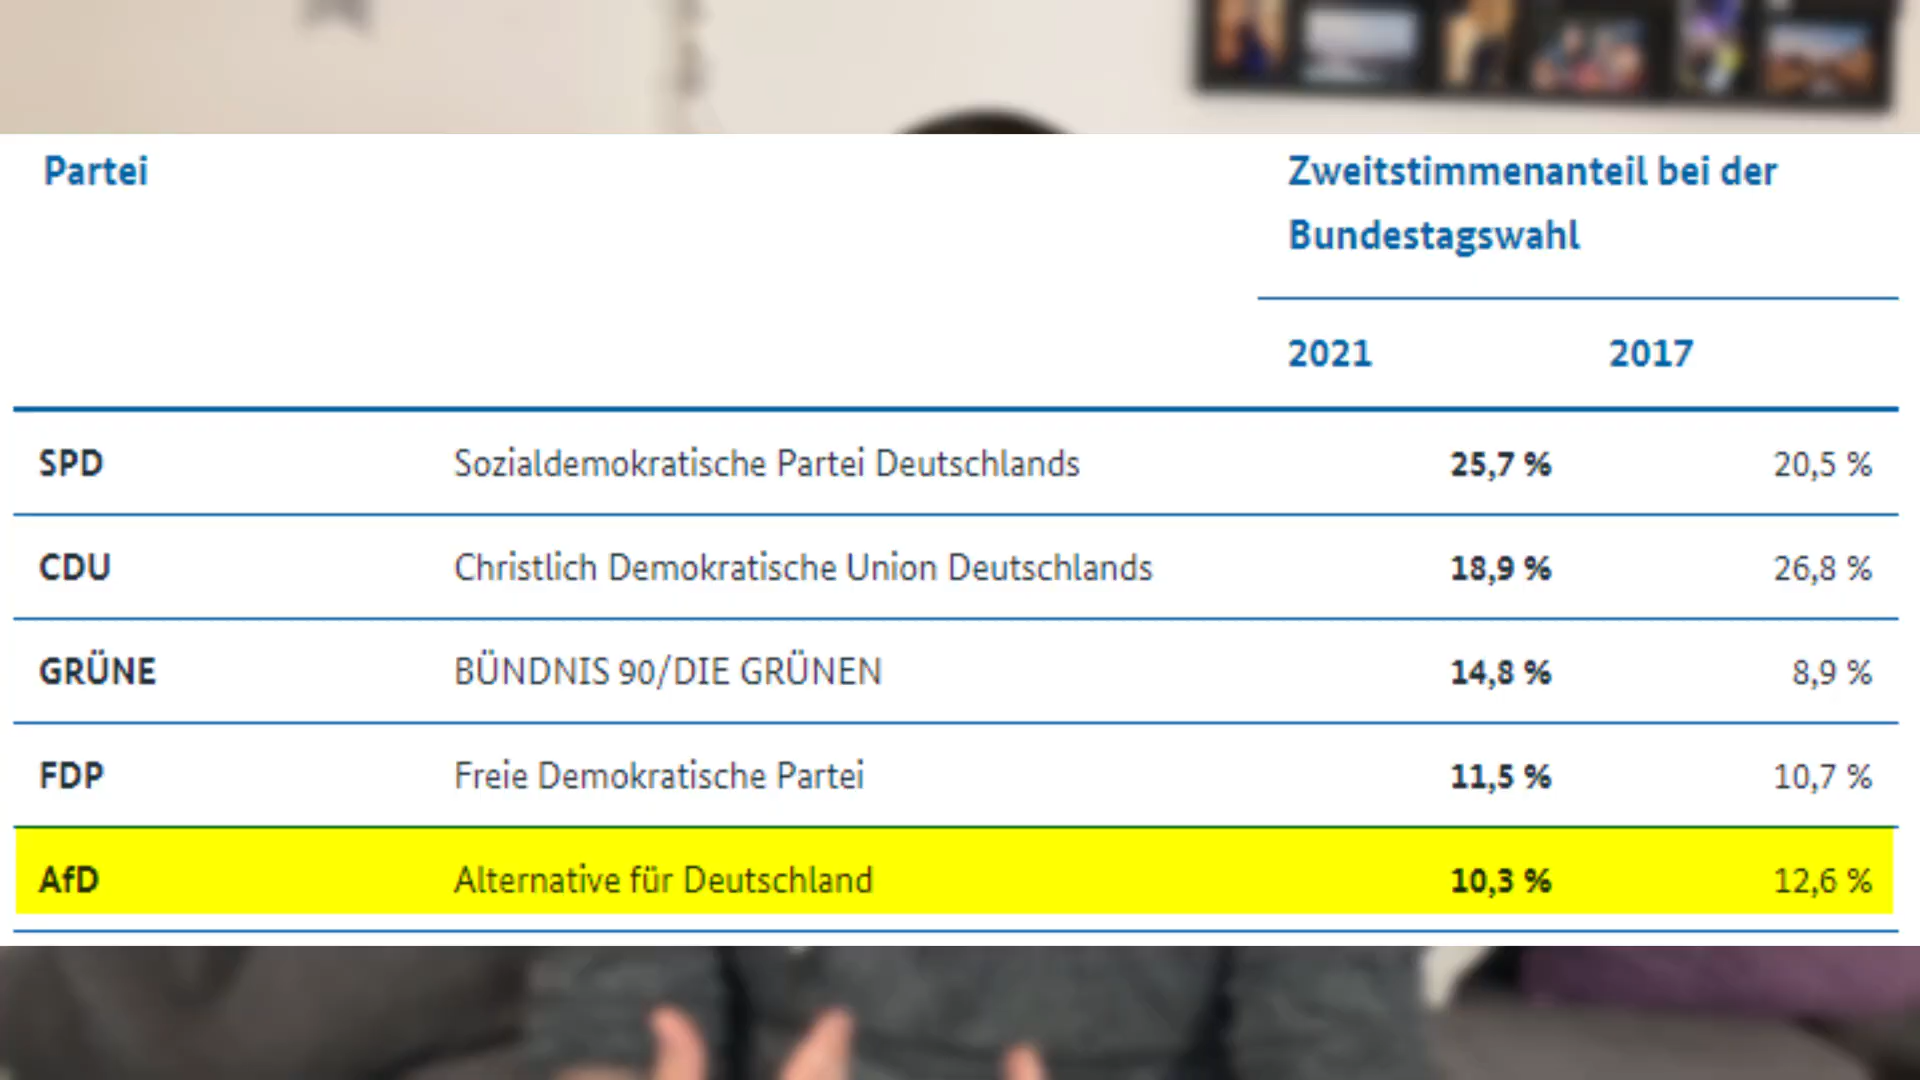 Partei
Zweitstimmenanteil bei der
Bundestagswahl
2021 2017
SPD Sozialdemokratische Partei Deutschlands 25,7 % 20,5 %
CDU Christlich Demokratische Union Deutschlands 18,9 % 26,8 %
GRÜNE BÜNDNIS 90/DIE GRÜNEN 14,8 % 8,9 %
FDP Freie Demokratische Partei 11,5 % 10,7 %
AfD Alternative für Deutschland 10,3 % 12,6 %